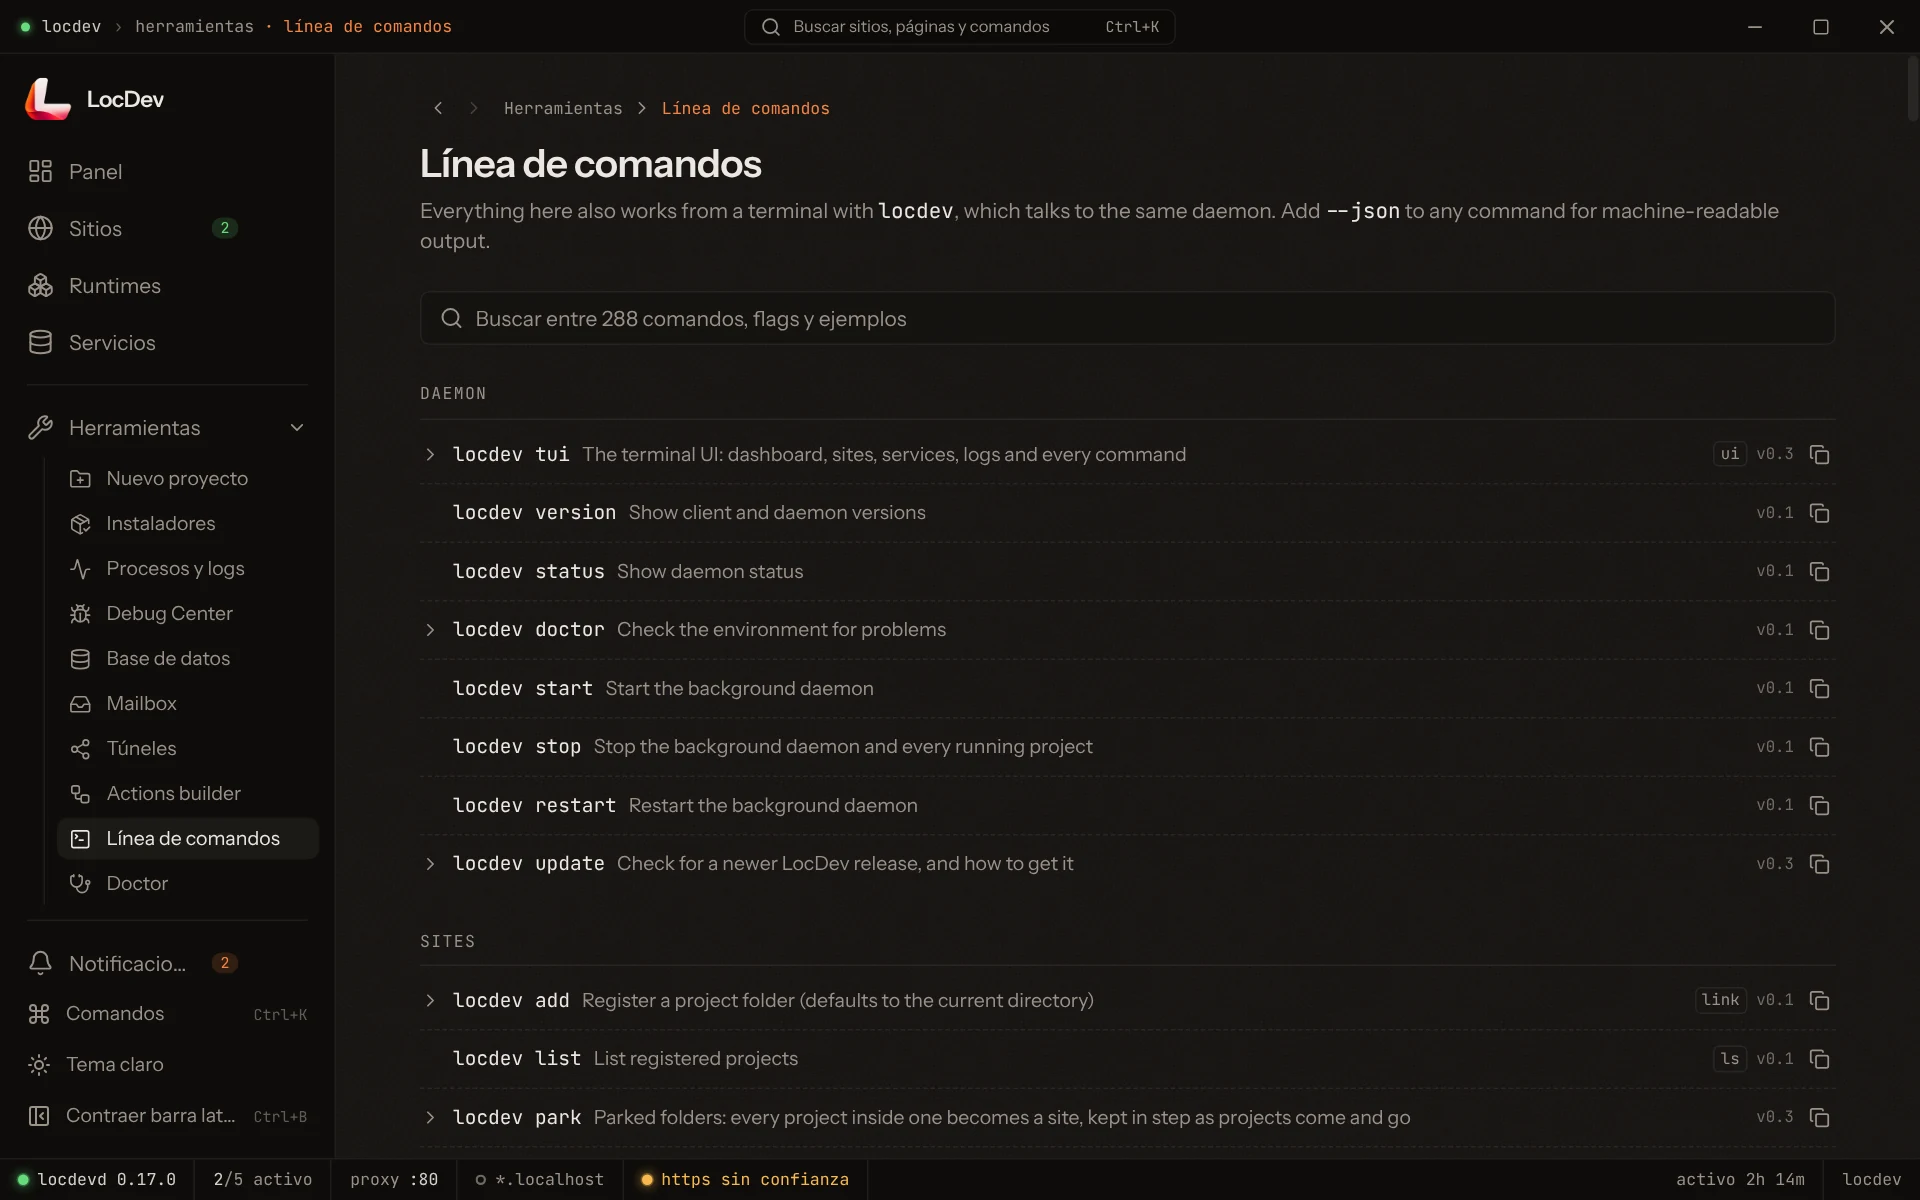 locdev › herramientas · línea de comandos
Buscar sitios, páginas y comandos Ctrl+K
LocDev
Panel
Sitios 2
Runtimes
Servicios
Herramientas
Nuevo proyecto
Instaladores
Procesos y logs
Debug Center
Base de datos
Mailbox
Túneles
Actions builder
Línea de comandos
Doctor
Notificacio... 2
Comandos Ctrl+K
Tema claro
Contraer barra lat... Ctrl+B
Herramientas > Línea de comandos
Línea de comandos
Everything here also works from a terminal with locdev, which talks to the same daemon. Add --json to any command for machine-readable
output.
Buscar entre 288 comandos, flags y ejemplos
DAEMON
locdev tui The terminal UI: dashboard, sites, services, logs and every command ui v0.3
locdev version Show client and daemon versions v0.1
locdev status Show daemon status v0.1
locdev doctor Check the environment for problems v0.1
locdev start Start the background daemon v0.1
locdev stop Stop the background daemon and every running project v0.1
locdev restart Restart the background daemon v0.1
locdev update Check for a newer LocDev release, and how to get it v0.3
SITES
locdev add Register a project folder (defaults to the current directory) link v0.1
locdev list List registered projects ls v0.1
locdev park Parked folders: every project inside one becomes a site, kept in step as projects come and go v0.3
locdevd 0.17.0 2/5 activo proxy :80 *.localhost https sin confianza activo 2h 14m locdev